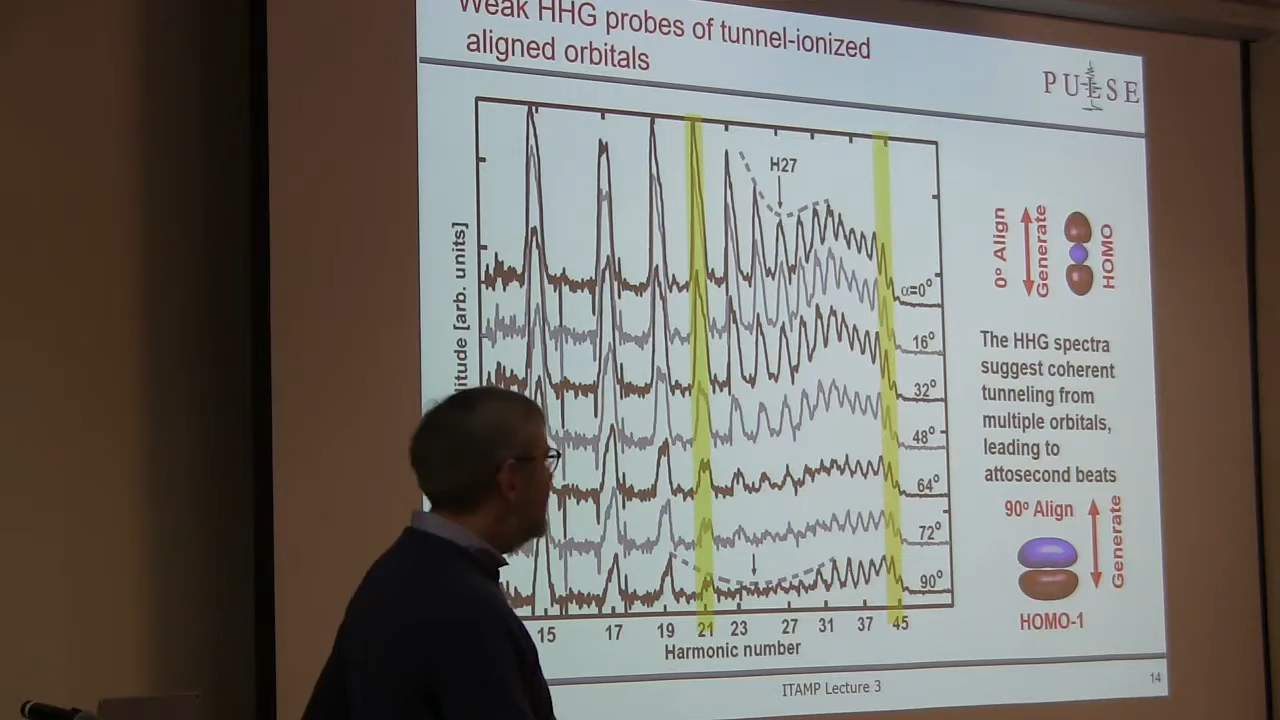 Weak HHG probes of tunnel-ionized
aligned orbitals
PULSE
H27
α=0°
16°
32°
48°
64°
72°
90°
[arb. units]
15 17 19 21 23 27 31 37 45
Harmonic number
0° Align
Generate
HOMO
The HHG spectra
suggest coherent
tunneling from
multiple orbitals,
leading to
attosecond beats
90° Align
Generate
HOMO-1
ITAMP Lecture 3
14